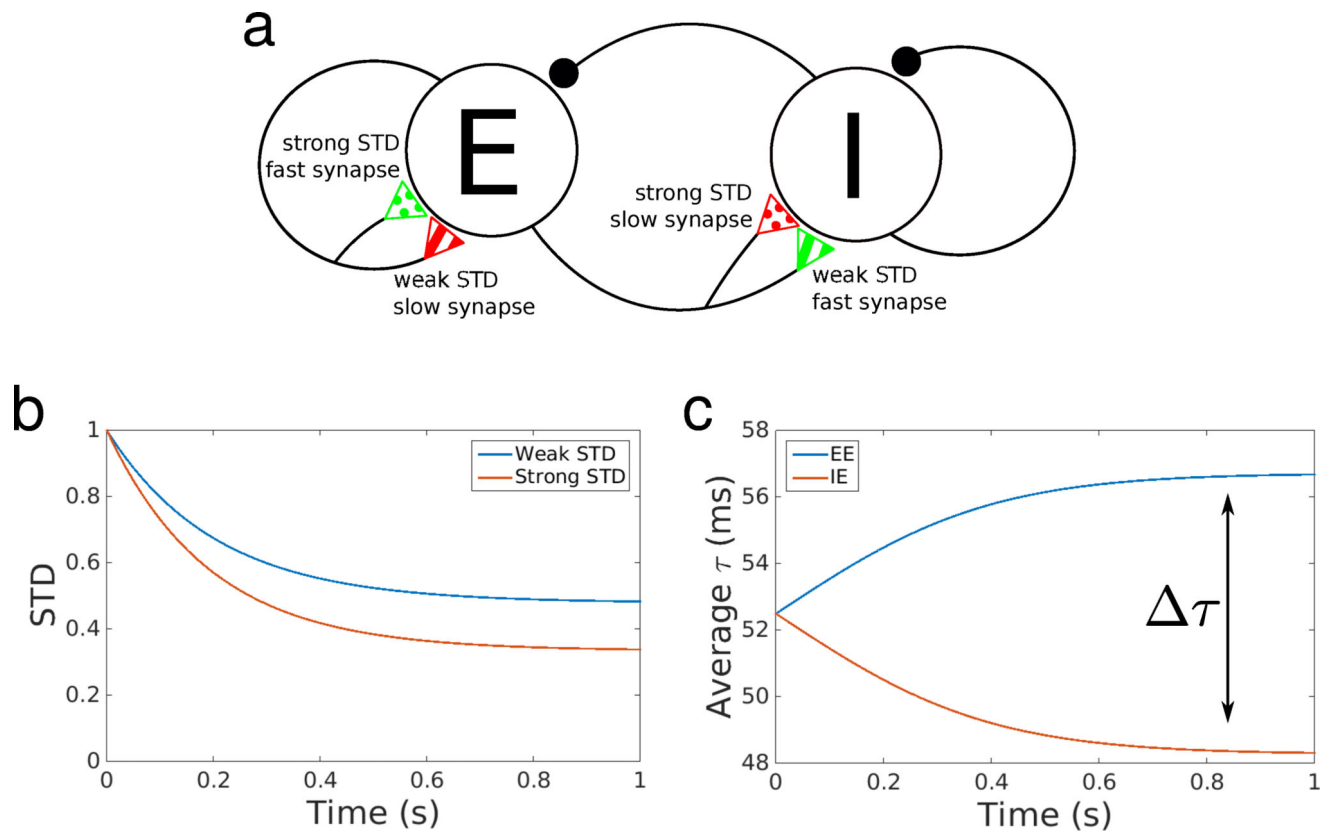 a
E
I
strong STD
fast synapse
weak STD
slow synapse
strong STD
slow synapse
weak STD
fast synapse
b
STD
1
0.8
0.6
0.4
0.2
0
Weak STD
Strong STD
0 0.2 0.4 0.6 0.8 1
Time (s)
c
Average τ (ms)
58
56
54
52
50
48
EE
IE
Δτ
0 0.2 0.4 0.6 0.8 1
Time (s)